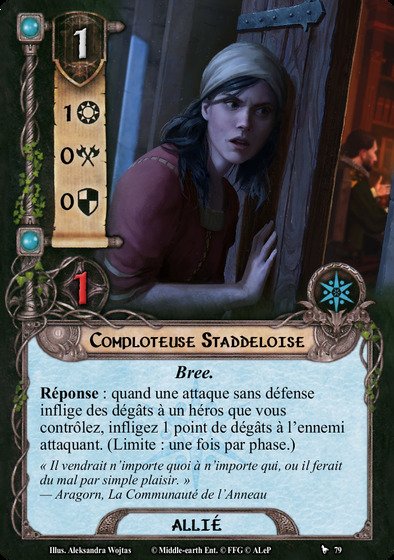 1
1
0
0
1
COMPLOTEUSE STADDELOISE
Bree.
Réponse : quand une attaque sans défense
inflige des dégâts à un héros que vous
contrôlez, infligez 1 point de dégâts à l'ennemi
attaquant. (Limite : une fois par phase.)
« Il vendrait n'importe quoi à n'importe qui, ou il ferait
du mal par simple plaisir. »
— Aragorn, La Communauté de l'Anneau
ALLIÉ
Illus. Aleksandra Wojtas © Middle-earth Ent. © FFG © ALeP 79